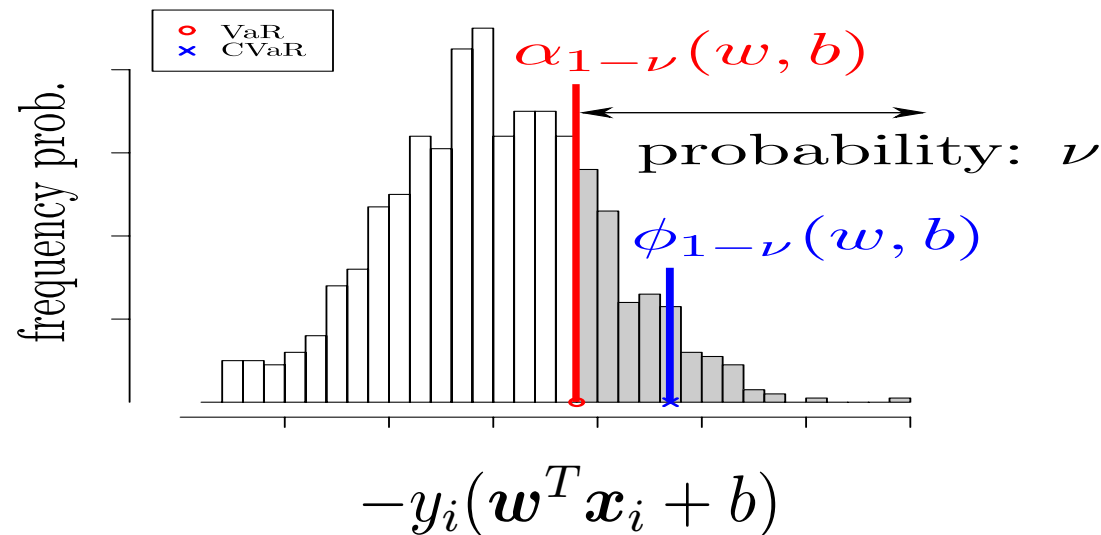 VaR
CVaR
α₁₋ᵥ(w, b)
probability: ν
ϕ₁₋ᵥ(w, b)
frequency prob.
−yᵢ(wᵀxᵢ + b)